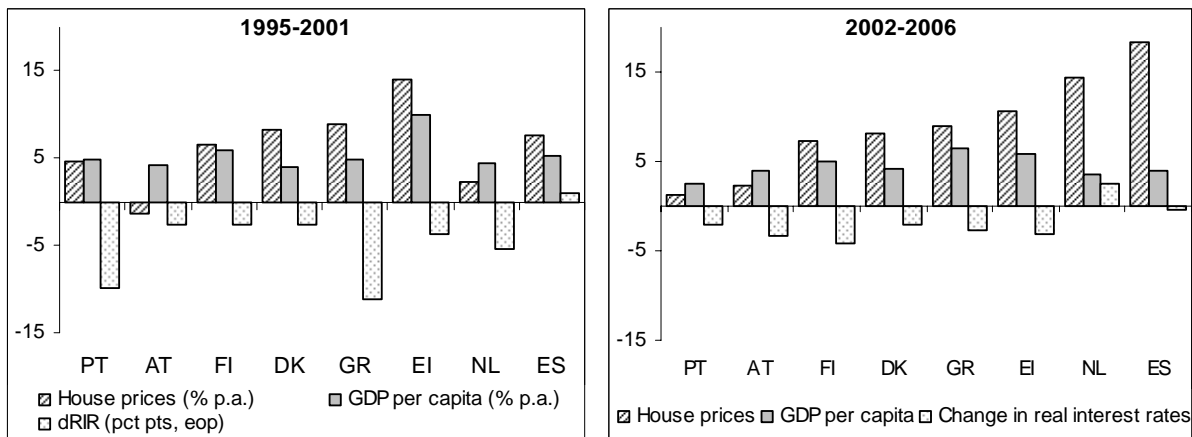 1995-2001
15
5
-5
-15
PT AT FI DK GR EI NL ES
House prices (% p.a.) GDP per capita (% p.a.)
dRIR (pct pts, eop)
2002-2006
15
5
-5
-15
PT AT FI DK GR EI NL ES
House prices GDP per capita Change in real interest rates